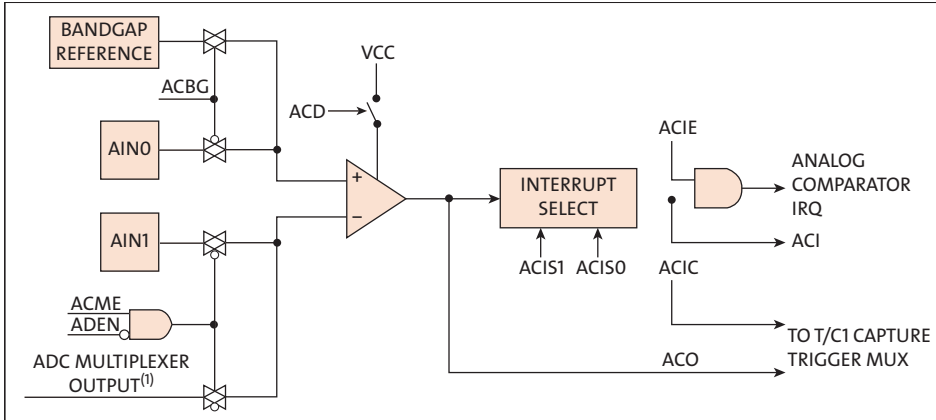 BANDGAP
REFERENCE
ACBG
AIN0
AIN1
ACME
ADEN
ADC MULTIPLEXER
OUTPUT(1)
VCC
ACD
+
−
INTERRUPT
SELECT
ACIS1 ACIS0
ACIE
ANALOG
COMPARATOR
IRQ
ACI
ACIC
TO T/C1 CAPTURE
TRIGGER MUX
ACO